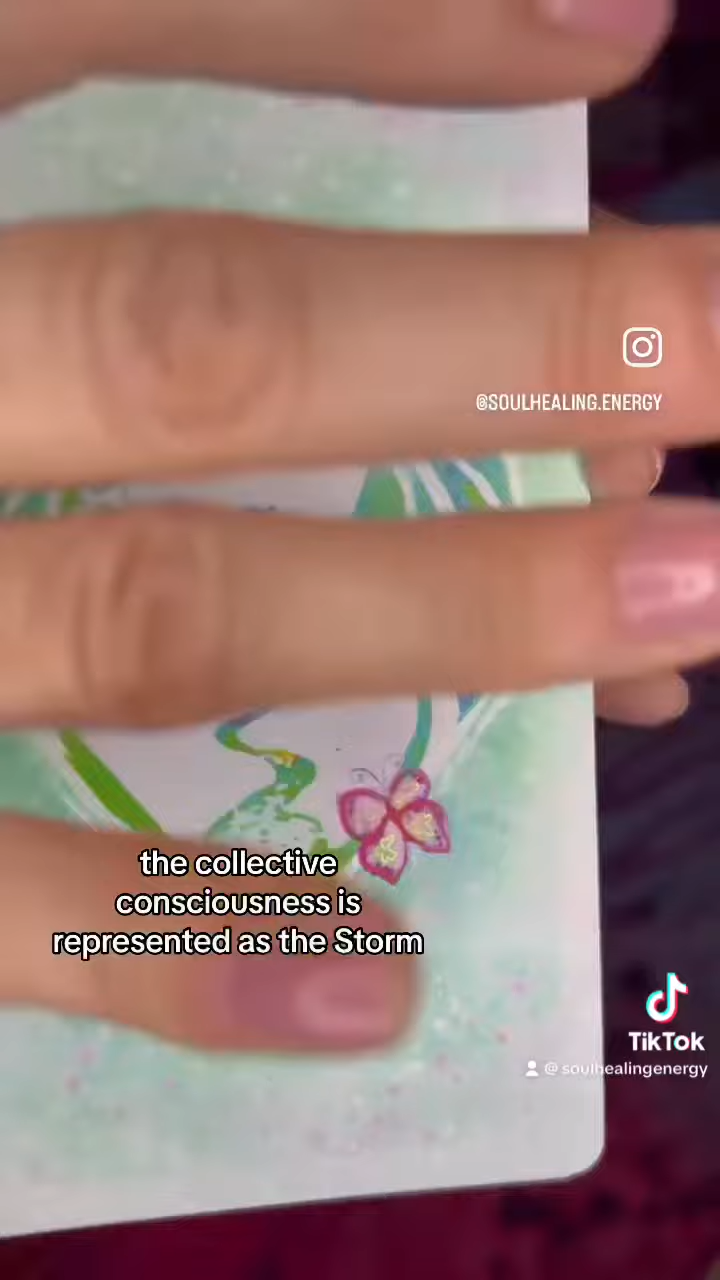 @SOULHEALING.ENERGY
the collective
consciousness is
represented as the Storm
TikTok
@ soulhealingenergy